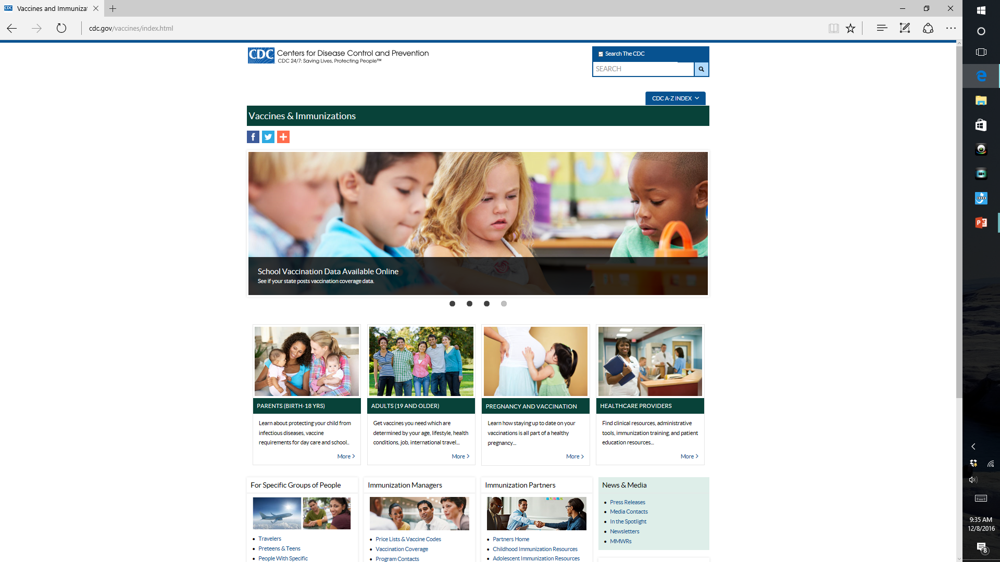 CDC Vaccines and Immunizat
cdc.gov/vaccines/index.html
CDC Centers for Disease Control and Prevention
CDC 24/7: Saving Lives, Protecting People™
Search The CDC
SEARCH
CDC A-Z INDEX
Vaccines & Immunizations
School Vaccination Data Available Online
See if your state posts vaccination coverage data.
PARENTS (BIRTH-18 YRS)
Learn about protecting your child from
infectious diseases, vaccine
requirements for day care and school..
More
ADULTS (19 AND OLDER)
Get vaccines you need which are
determined by your age, lifestyle, health
conditions, job, international travel...
More
PREGNANCY AND VACCINATION
Learn how staying up to date on your
vaccinations is all part of a healthy
pregnancy...
More
HEALTHCARE PROVIDERS
Find clinical resources, administrative
tools, immunization training, and patient
education resources...
More
For Specific Groups of People
• Travelers
• Preteens & Teens
• People With Specific
Immunization Managers
• Price Lists & Vaccine Codes
• Vaccination Coverage
• Program Contacts
Immunization Partners
• Partners Home
• Childhood Immunization Resources
• Adolescent Immunization Resources
News & Media
• Press Releases
• Media Contacts
• In the Spotlight
• Newsletters
• MMWRs
9:35 AM
12/8/2016
8